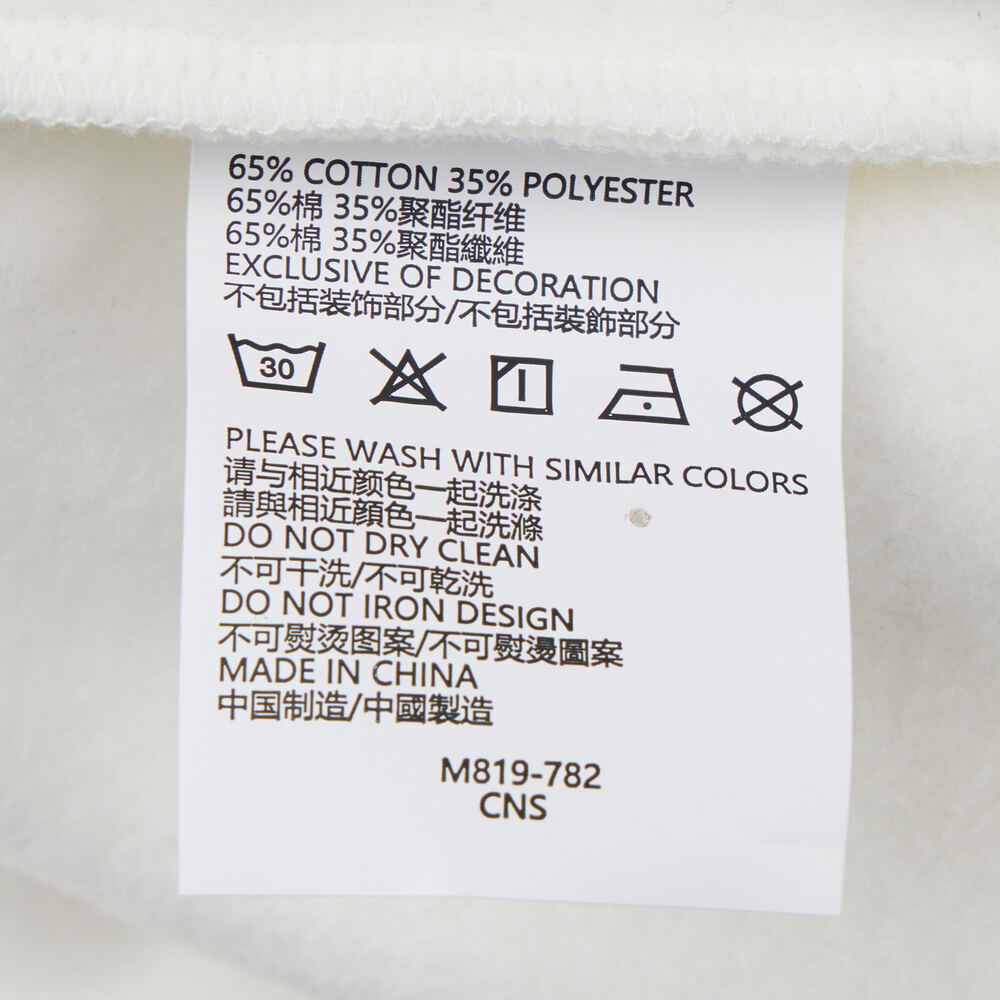 65% COTTON 35% POLYESTER
65%棉 35%聚酯纤维
65%棉 35%聚酯纖維
EXCLUSIVE OF DECORATION
不包括装饰部分/不包括裝飾部分
30
PLEASE WASH WITH SIMILAR COLORS
请与相近颜色一起洗涤
請與相近顔色一起洗滌
DO NOT DRY CLEAN
不可干洗/不可乾洗
DO NOT IRON DESIGN
不可熨烫图案/不可熨燙圖案
MADE IN CHINA
中国制造/中國製造
M819-782
CNS